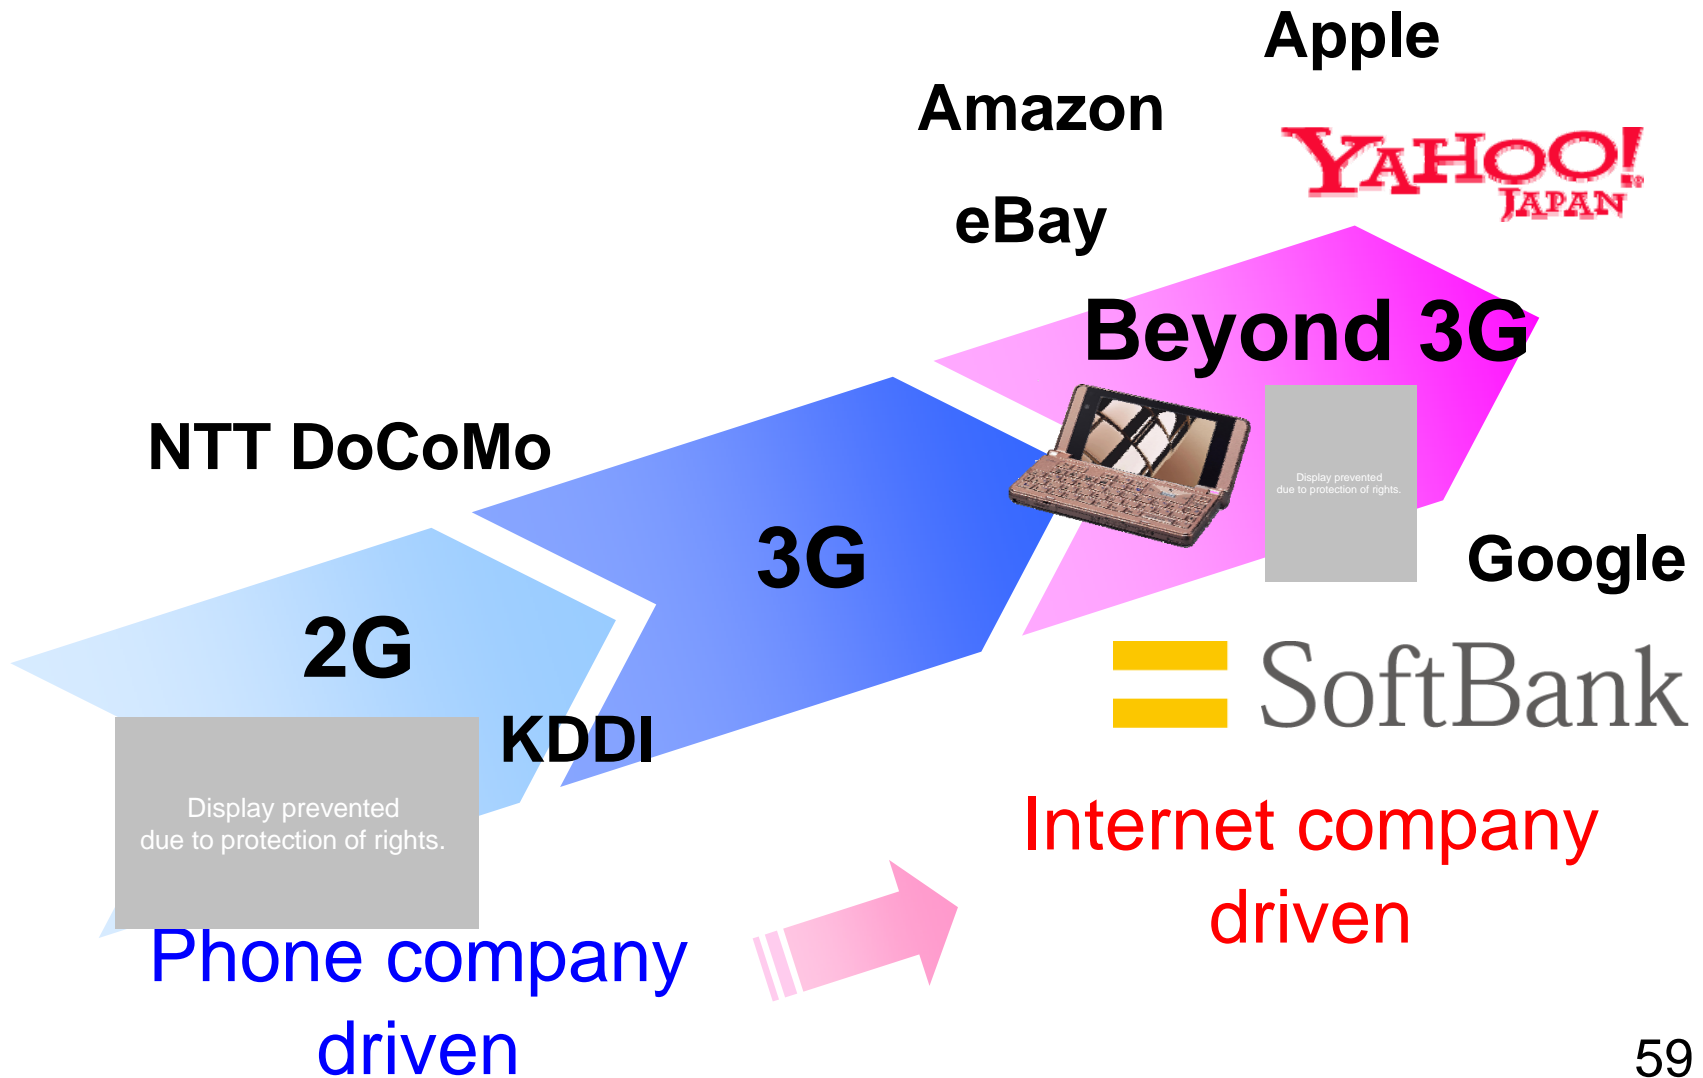 Apple
Amazon
YAHOO!
JAPAN
eBay
Beyond 3G
NTT DoCoMo
Display prevented
due to protection of rights.
3G
Google
2G
SoftBank
KDDI
Display prevented
due to protection of rights.
Internet company
driven
Phone company
driven
59